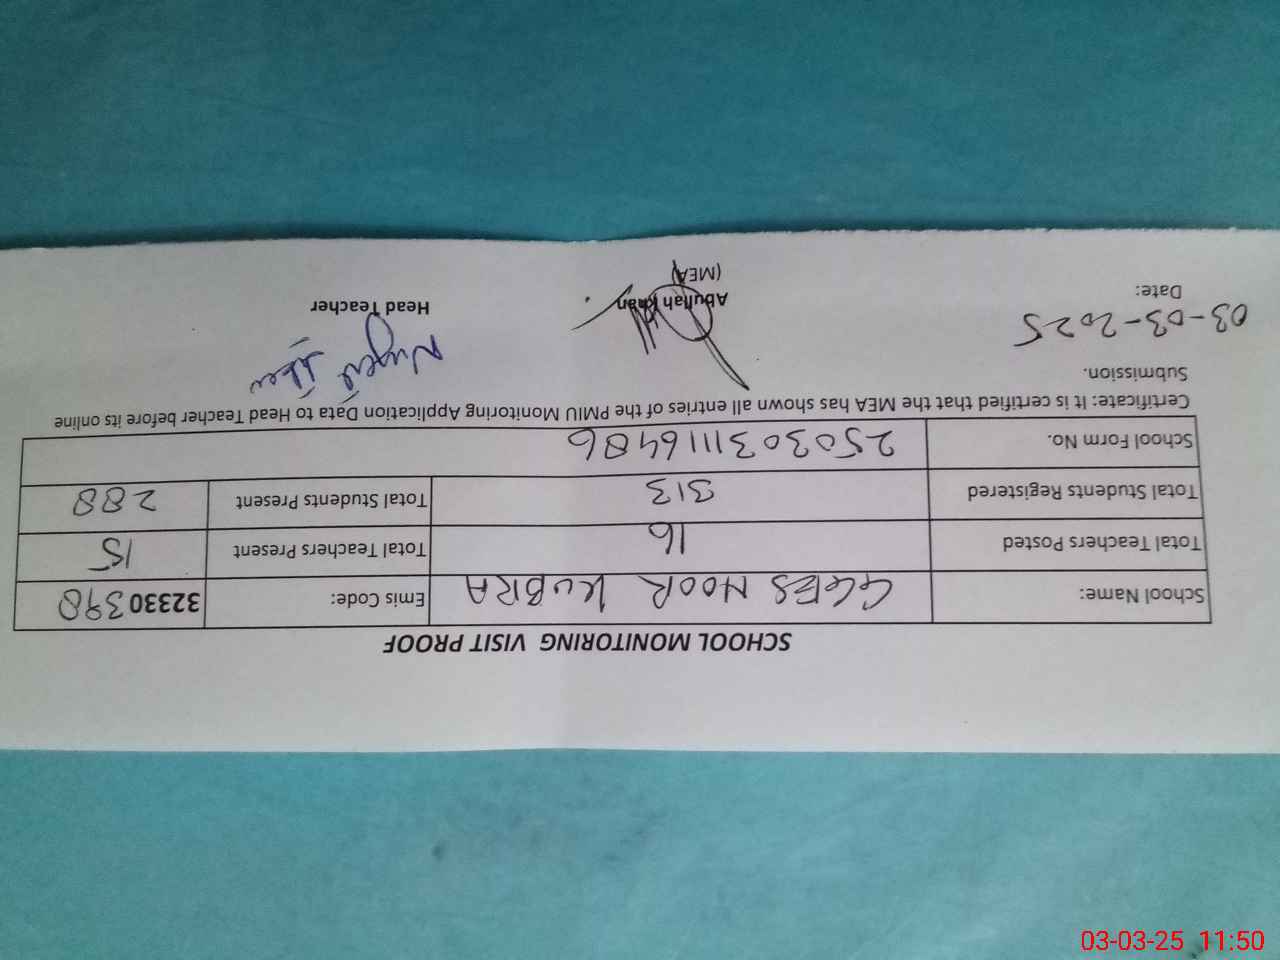 SCHOOL MONITORING VISIT PROOF
School Name: GGES NOOR KUBRA Emis Code: 32330398
Total Teachers Posted 16 Total Teachers Present 15
Total Students Registered 313 Total Students Present 288
School Form No. 25030311116486
Certificate: It is certified that the MEA has shown all entries of the PMIU Monitoring Application Data to Head Teacher before its online
Submission.
03-03-2025
Date:
Abullah khan
(MEA)
Head Teacher
03-03-25 11:50